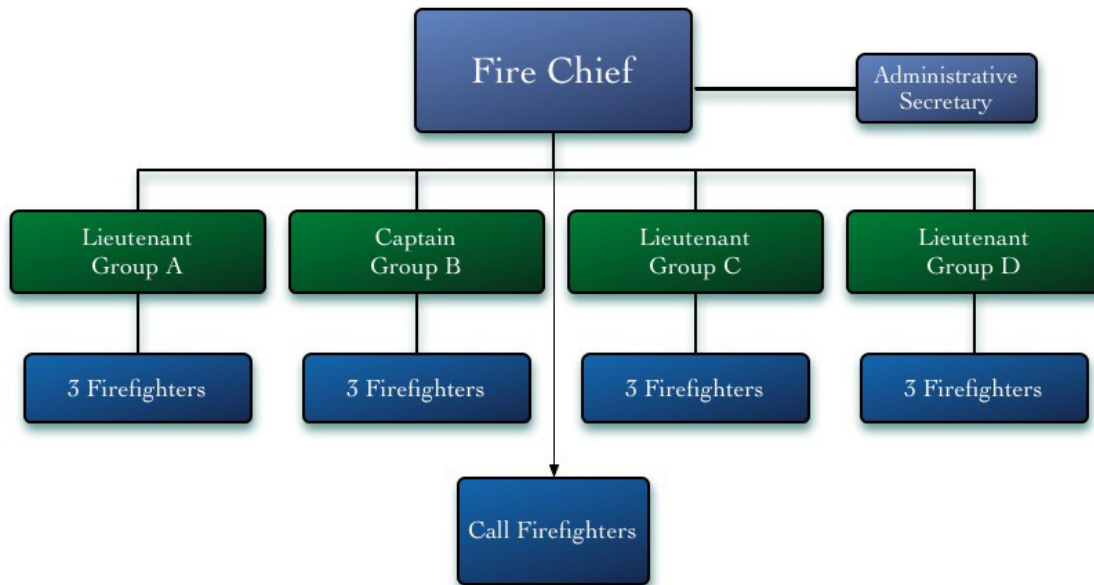 Fire Chief
Administrative
Secretary
Lieutenant
Group A
Captain
Group B
Lieutenant
Group C
Lieutenant
Group D
3 Firefighters
3 Firefighters
3 Firefighters
3 Firefighters
Call Firefighters